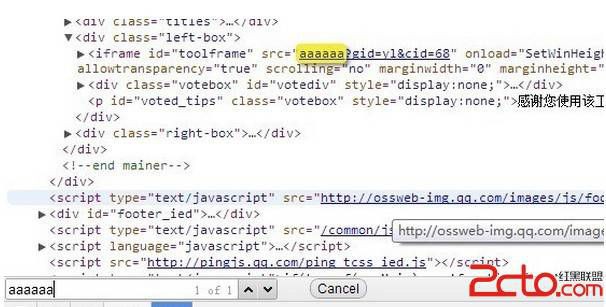 ▶<div class="titles">…</div>
▼<div class="left-box">
▶<iframe id="toolframe" src="aaaaaa?gid=yl&cid=68" onload="SetWinHeigh
allowtransparency="true" scrolling="no" marginwidth="0" marginheight="
▶<div class="votebox" id="votediv" style="display:none;">…</div>
<p id="voted_tips" class="votebox" style="display:none;">感谢您使用该工
</div>
▶<div class="right-box">…</div>
</div>
<!--end mainer-->
</div>
<script type="text/javascript" src="http://ossweb-img.qq.com/images/js/foo
▶<div id="footer_ied">…</div>
<script type="text/javascript" src="/common/js
http://ossweb-img.qq.com/image
▶<script language="javascript">…</script>
<script src="http://pingjs.qq.com/ping_tcss_ied.js"></script>
aaaaaa
1 of 1
Cancel
红黑联盟
2cto.com